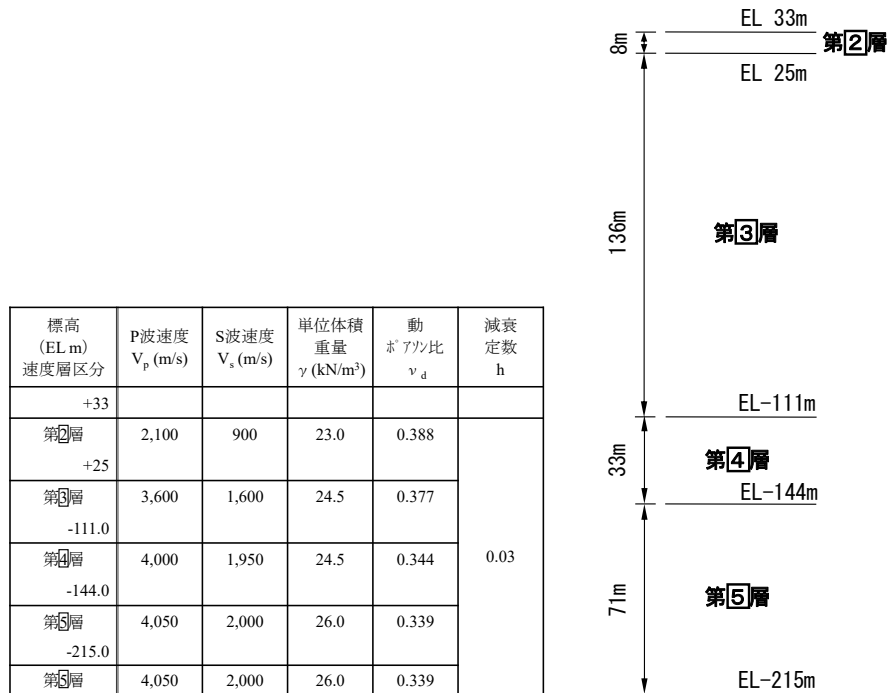 標高
(EL m)
速度層区分
P波速度
Vp (m/s)
S波速度
Vs (m/s)
単位体積
重量
γ (kN/m³)
動
ﾎﾟｱｿﾝ比
νd
減衰
定数
h
+33
第2層 2,100 900 23.0 0.388
+25
第3層 3,600 1,600 24.5 0.377
-111.0
第4層 4,000 1,950 24.5 0.344 0.03
-144.0
第5層 4,050 2,000 26.0 0.339
-215.0
第5層 4,050 2,000 26.0 0.339
EL 33m
8m
第2層
EL 25m
136m
第3層
EL-111m
33m
第4層
EL-144m
71m
第5層
EL-215m